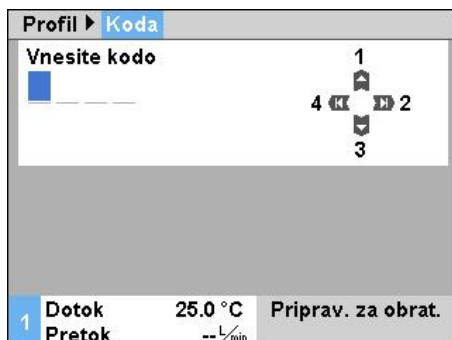 Profil ▶ Koda
Vnesite kodo
1
4 2
3
1
Dotok 25.0 °C Priprav. za obrat.
Pretok -- L/min